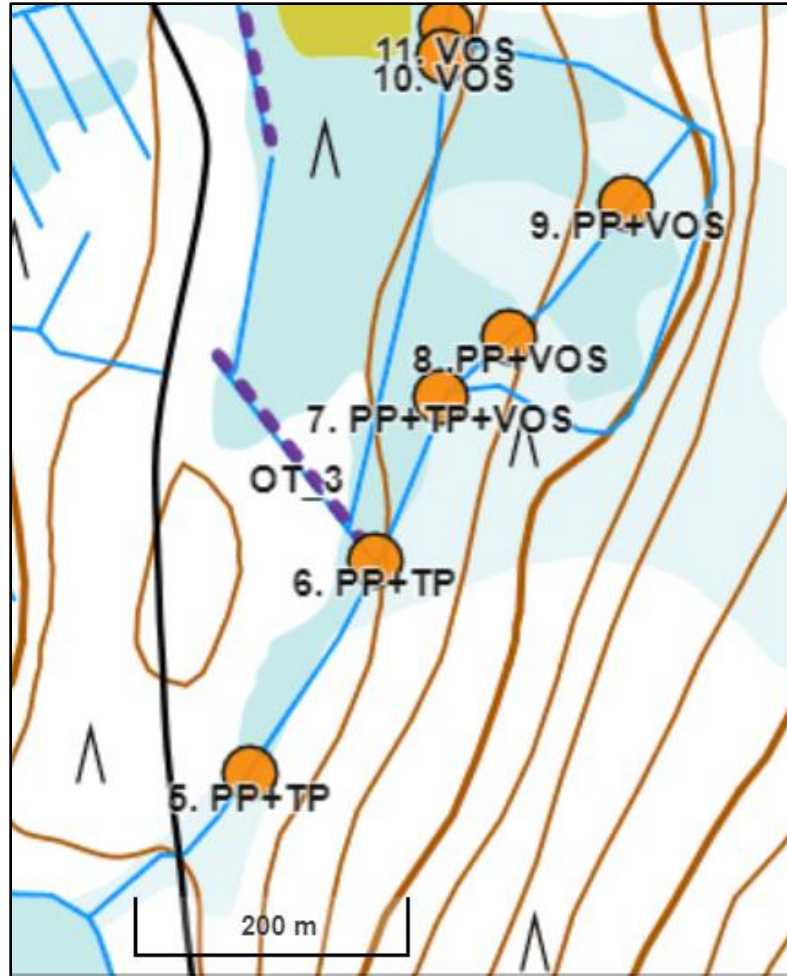 11. VOS
10. VOS
9. PP+VOS
8. PP+VOS
7. PP+TP+VOS
OT_3
6. PP+TP
5. PP+TP
200 m